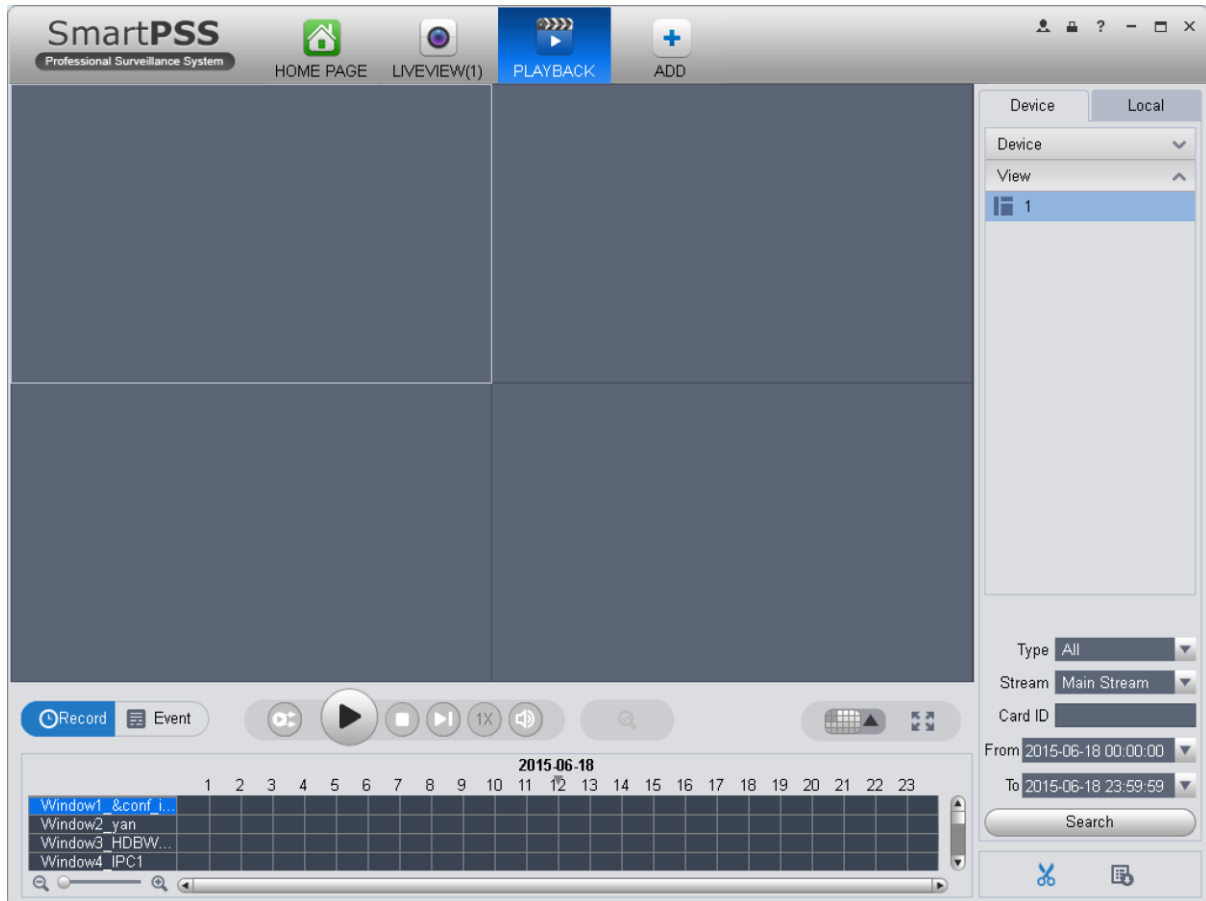 SmartPSS
Professional Surveillance System
HOME PAGE
LIVEVIEW(1)
PLAYBACK
ADD
?
Device
Local
Device
View
1
Type All
Stream Main Stream
Card ID
From 2015-06-18 00:00:00
To 2015-06-18 23:59:59
Search
Record
Event
1X
2015-06-18
1 2 3 4 5 6 7 8 9 10 11 12 13 14 15 16 17 18 19 20 21 22 23
Window1_&conf_i...
Window2_yan
Window3_HDBW...
Window4_IPC1